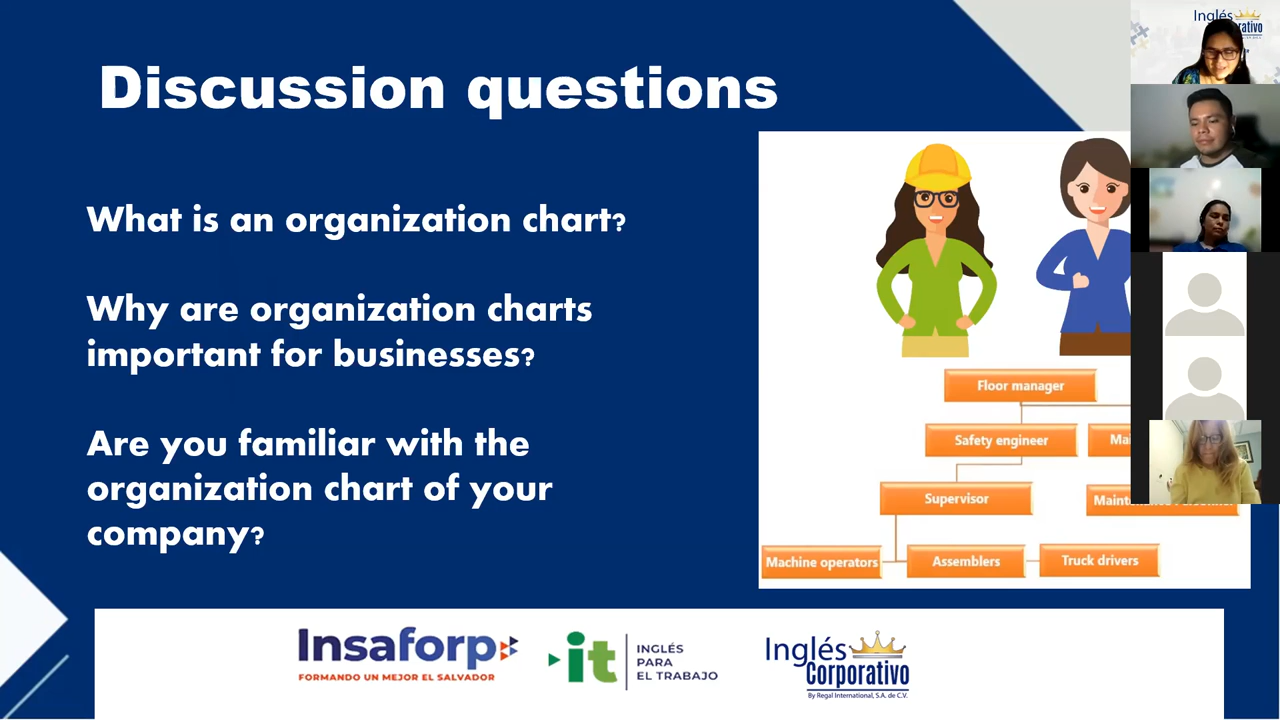 Discussion questions
What is an organization chart?
Why are organization charts
important for businesses?
Are you familiar with the
organization chart of your
company?
Floor manager
Safety engineer
Supervisor
Machine operators
Assemblers
Truck drivers
Insaforp
FORMANDO UN MEJOR EL SALVADOR
it
INGLÉS
PARA
EL TRABAJO
Inglés
Corporativo
By Regal International, S.A. de C.V.
Inglés